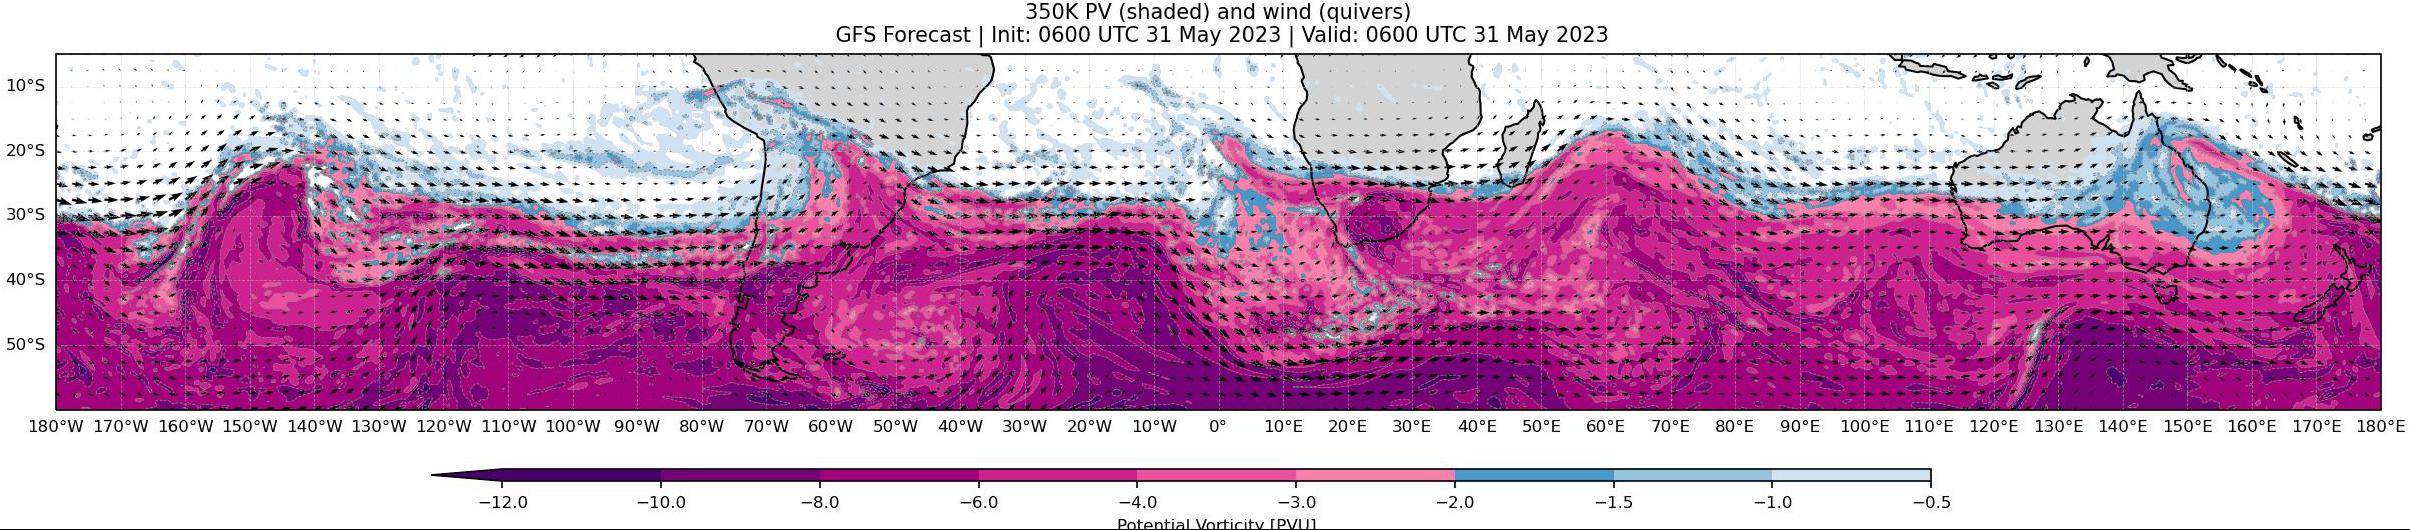 350K PV (shaded) and wind (quivers)
GFS Forecast | Init: 0600 UTC 31 May 2023 | Valid: 0600 UTC 31 May 2023
10°S
20°S
30°S
40°S
50°S
180°W 170°W 160°W 150°W 140°W 130°W 120°W 110°W 100°W 90°W 80°W 70°W 60°W 50°W 40°W 30°W 20°W 10°W 0° 10°E 20°E 30°E 40°E 50°E 60°E 70°E 80°E 90°E 100°E 110°E 120°E 130°E 140°E 150°E 160°E 170°E 180°E
−12.0 −10.0 −8.0 −6.0 −4.0 −3.0 −2.0 −1.5 −1.0 −0.5
Potential Vorticity [PVU]